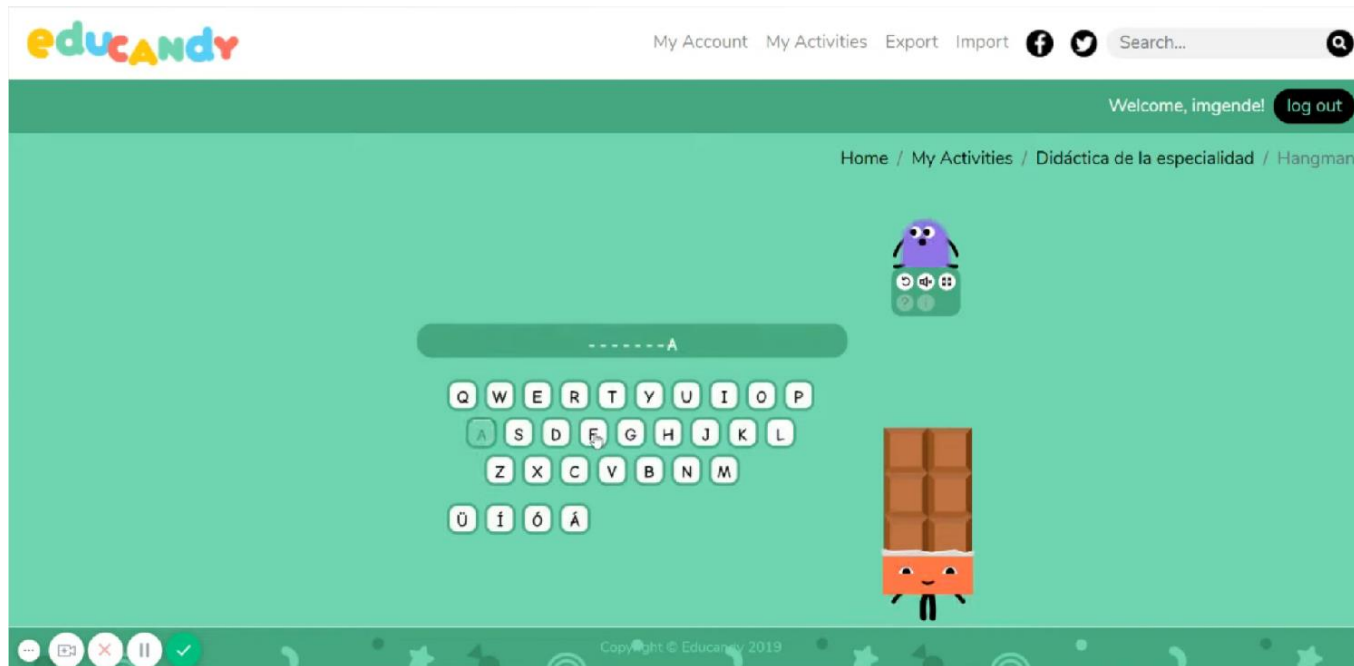 educandy
My Account My Activities Export Import Search...
Welcome, imgende! log out
Home / My Activities / Didáctica de la especialidad / Hangman
-------A
Q W E R T Y U I O P
A S D F G H J K L
Z X C V B N M
Ü Í Ó Á
Copyright © Educandy 2019